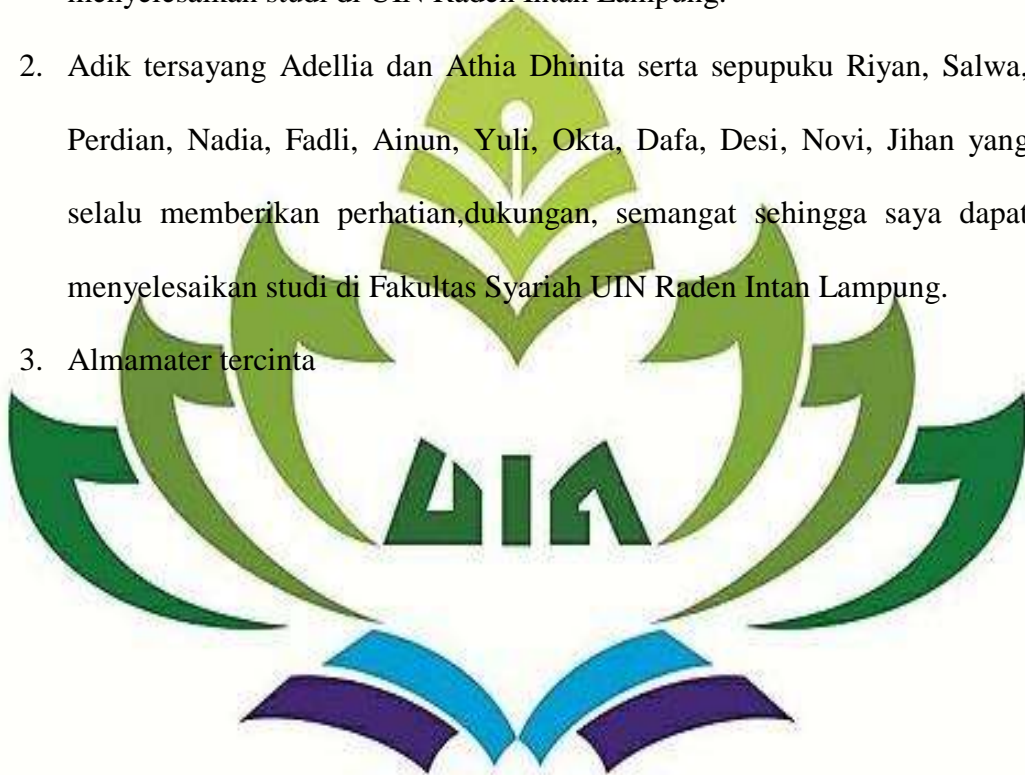 menyelesaikan studi di UIN Raden Intan Lampung.
2. Adik tersayang Adellia dan Athia Dhinita serta sepupuku Riyan, Salwa,
Perdian, Nadia, Fadli, Ainun, Yuli, Okta, Dafa, Desi, Novi, Jihan yang
selalu memberikan perhatian,dukungan, semangat sehingga saya dapat
menyelesaikan studi di Fakultas Syariah UIN Raden Intan Lampung.
3. Almamater tercinta
UIN